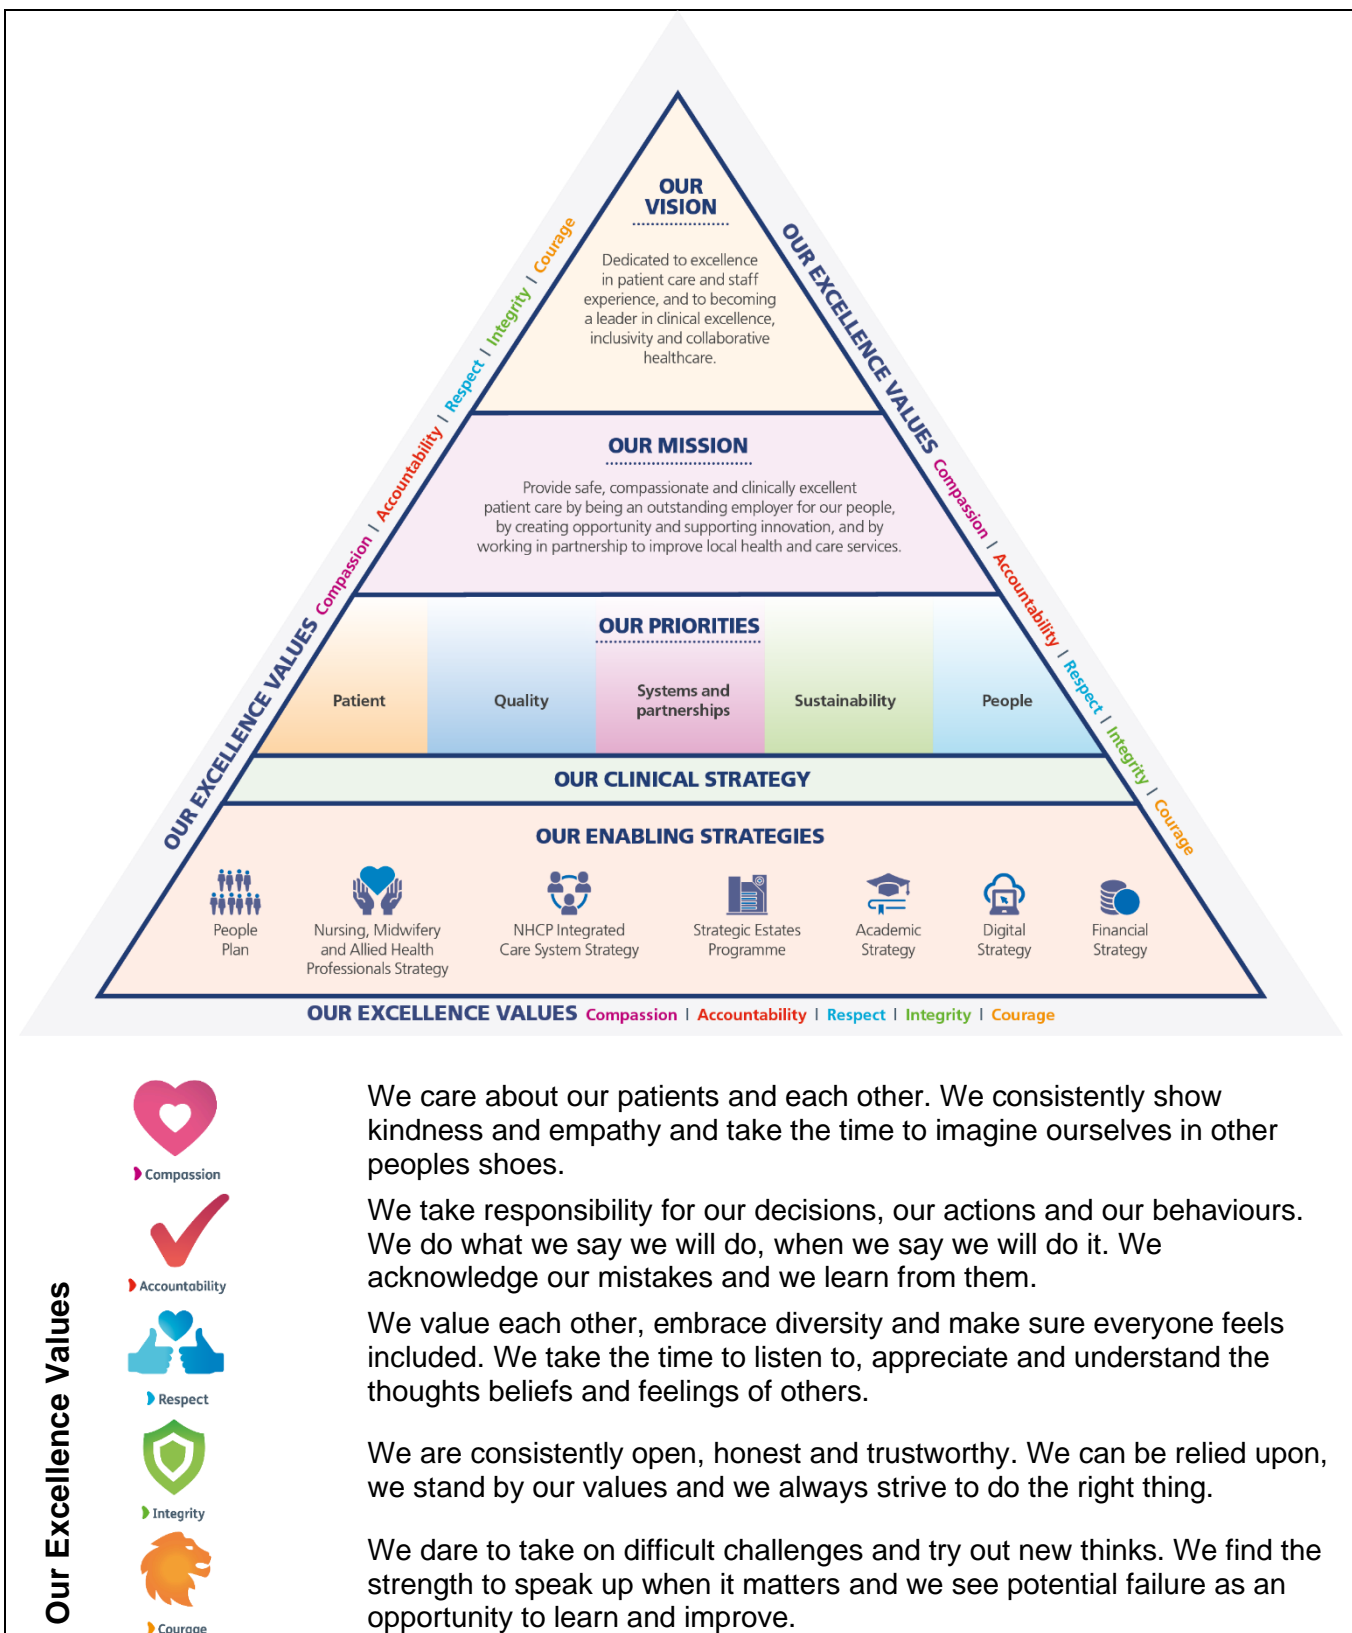 OUR
VISION
Dedicated to excellence
in patient care and staff
experience, and to becoming
a leader in clinical excellence,
inclusivity and collaborative
healthcare.
OUR EXCELLENCE VALUES Compassion | Accountability | Respect | Integrity | Courage
OUR EXCELLENCE VALUES Compassion | Accountability | Respect | Integrity | Courage
OUR MISSION
Provide safe, compassionate and clinically excellent
patient care by being an outstanding employer for our people,
by creating opportunity and supporting innovation, and by
working in partnership to improve local health and care services.
OUR PRIORITIES
Patient
Quality
Systems and
partnerships
Sustainability
People
OUR CLINICAL STRATEGY
OUR ENABLING STRATEGIES
People
Plan
Nursing, Midwifery
and Allied Health
Professionals Strategy
NHCP Integrated
Care System Strategy
Strategic Estates
Programme
Academic
Strategy
Digital
Strategy
Financial
Strategy
OUR EXCELLENCE VALUES Compassion | Accountability | Respect | Integrity | Courage
Our Excellence Values
Compassion
We care about our patients and each other. We consistently show
kindness and empathy and take the time to imagine ourselves in other
peoples shoes.
Accountability
We take responsibility for our decisions, our actions and our behaviours.
We do what we say we will do, when we say we will do it. We
acknowledge our mistakes and we learn from them.
Respect
We value each other, embrace diversity and make sure everyone feels
included. We take the time to listen to, appreciate and understand the
thoughts beliefs and feelings of others.
Integrity
We are consistently open, honest and trustworthy. We can be relied upon,
we stand by our values and we always strive to do the right thing.
Courage
We dare to take on difficult challenges and try out new thinks. We find the
strength to speak up when it matters and we see potential failure as an
opportunity to learn and improve.